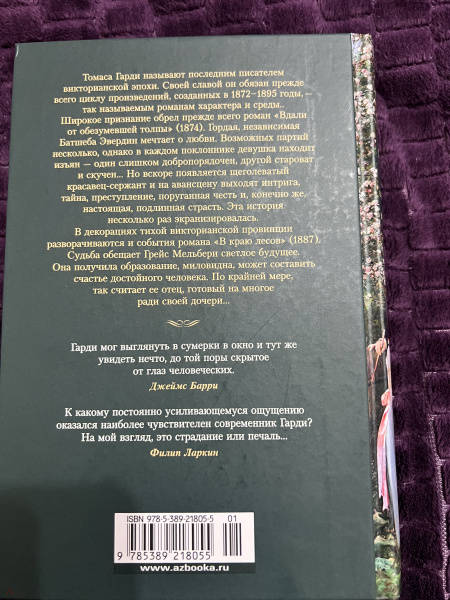 Томаса Гарди называют последним писателем
викторианской эпохи. Своей славой он обязан прежде
всего циклу произведений, созданных в 1872–1895 годы, –
так называемым романам характера и среды..
Широкое признание обрел прежде всего роман «Вдали
от обезумевшей толпы» (1874). Гордая, независимая
Батшеба Эвердин мечтает о любви. Возможных партий
несколько, однако в каждом поклоннике девушка находит
изъян – один слишком добропорядочен, другой староват
и скучен... Но вскоре появляется щеголеватый
красавец-сержант и на авансцену выходят интрига,
тайна, преступление, поруганная честь и, конечно же,
настоящая, подлинная страсть. Эта история
несколько раз экранизировалась.
В декорациях тихой викторианской провинции
разворачиваются и события романа «В краю лесов» (1887).
Судьба обещает Грейс Мельбери светлое будущее.
Она получила образование, миловидна, может составить
счастье достойного человека. По крайней мере,
так считает ее отец, готовый на многое
ради своей дочери...
Гарди мог выглянуть в сумерки в окно и тут же
увидеть нечто, до той поры скрытое
от глаз человеческих.
Джеймс Барри
К какому постоянно усиливающемуся ощущению
оказался наиболее чувствителен современник Гарди?
На мой взгляд, это страдание или печаль...
Филип Ларкин
ISBN 978-5-389-21805-5 01
9 785389 218055
www.azbooka.ru